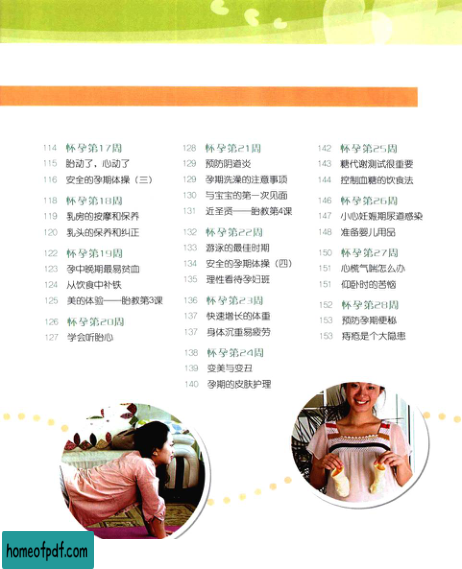 114 怀孕第17周
115 胎动了，心动了
116 安全的孕期体操（三）
118 怀孕第18周
119 乳房的按摩和保养
120 乳头的保养和纠正
122 怀孕第19周
123 孕中晚期最易贫血
124 从饮食中补铁
125 美的体验——胎教第3课
126 怀孕第20周
127 学会听胎心
128 怀孕第21周
129 预防阴道炎
129 孕期洗澡的注意事项
130 与宝宝的第一次见面
131 近圣贤——胎教第4课
132 怀孕第22周
133 游泳的最佳时期
134 安全的孕期体操（四）
135 理性看待孕妇班
136 怀孕第23周
137 快速增长的体重
137 身体沉重易疲劳
138 怀孕第24周
139 变美与变丑
140 孕期的皮肤护理
142 怀孕第25周
143 糖代谢测试很重要
144 控制血糖的饮食法
146 怀孕第26周
147 小心妊娠期尿道感染
148 准备婴儿用品
150 怀孕第27周
151 心慌气喘怎么办
151 仰卧时的苦恼
152 怀孕第28周
153 预防孕期便秘
153 痔疮是个大隐患
homeofpdf.com